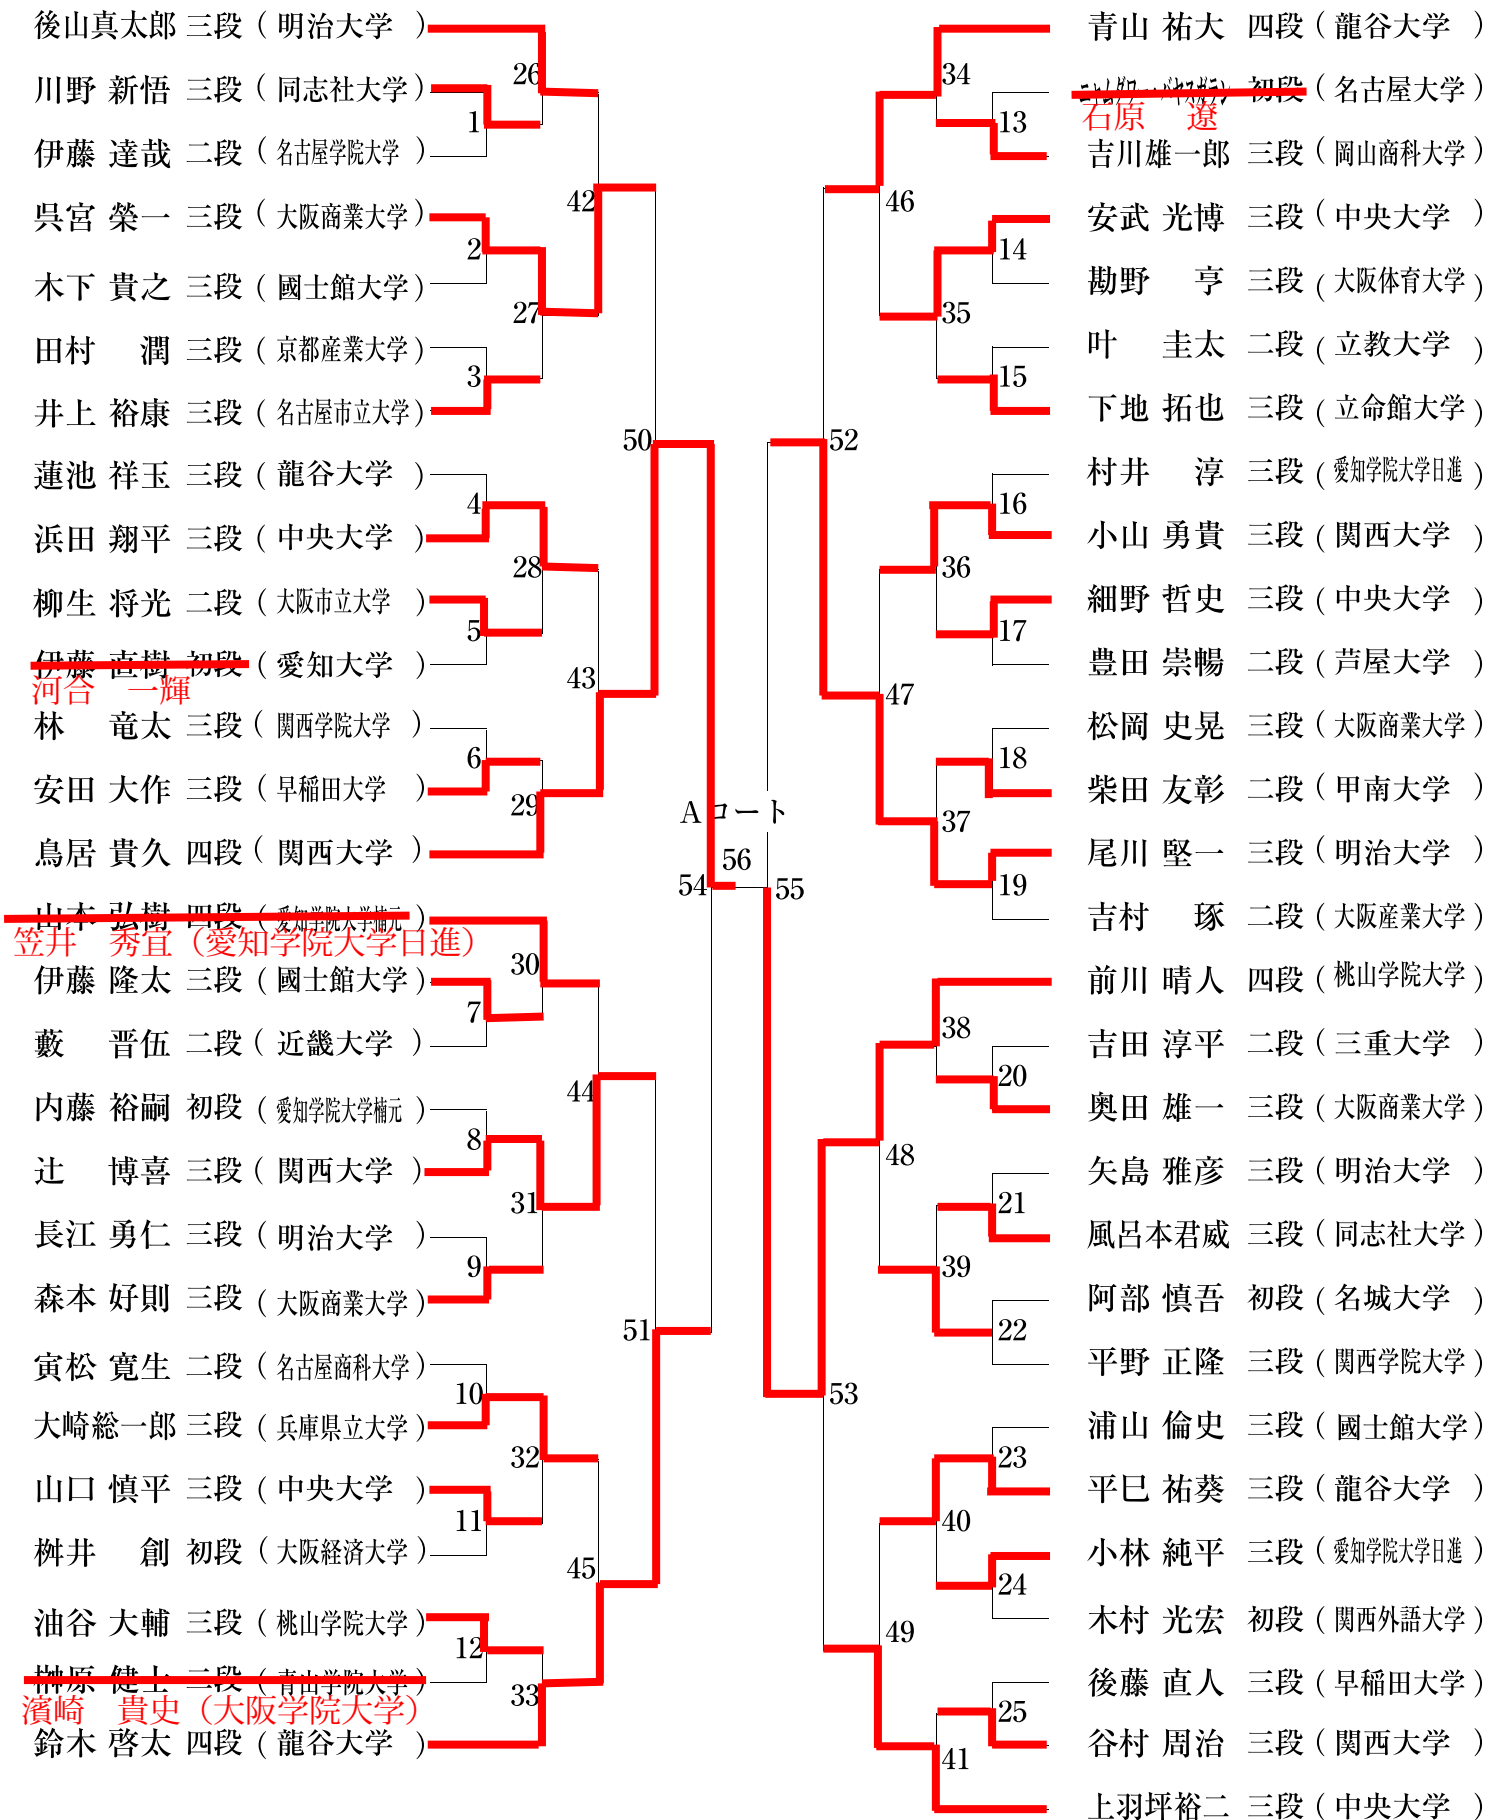 後山真太郎 三段 ( 明治大学 )
川野 新悟 三段 ( 同志社大学 )
伊藤 達哉 二段 ( 名古屋学院大学 )
呉宮 榮一 三段 ( 大阪商業大学 )
木下 貴之 三段 ( 國士館大学 )
田村 潤 三段 ( 京都産業大学 )
井上 裕康 三段 ( 名古屋市立大学 )
蓮池 祥玉 三段 ( 龍谷大学 )
浜田 翔平 三段 ( 中央大学 )
柳生 将光 二段 ( 大阪市立大学 )
伊藤 直樹 初段 ( 愛知大学 )
河合 一輝
林 竜太 三段 ( 関西学院大学 )
安田 大作 三段 ( 早稲田大学 )
鳥居 貴久 四段 ( 関西大学 )
山本 弘樹 四段 ( 愛知学院大学楠元 )
笠井 秀宜（愛知学院大学日進）
伊藤 隆太 三段 ( 國士館大学 )
藪 晋伍 二段 ( 近畿大学 )
内藤 裕嗣 初段 ( 愛知学院大学楠元 )
辻 博喜 三段 ( 関西大学 )
長江 勇仁 三段 ( 明治大学 )
森本 好則 三段 ( 大阪商業大学 )
寅松 寛生 二段 ( 名古屋商科大学 )
大崎総一郎 三段 ( 兵庫県立大学 )
山口 慎平 三段 ( 中央大学 )
桝井 創 初段 ( 大阪経済大学 )
油谷 大輔 三段 ( 桃山学院大学 )
榊原 健士 二段 ( 青山学院大学 )
濱崎 貴史（大阪学院大学）
鈴木 啓太 四段 ( 龍谷大学 )
1
2
3
4
5
6
7
8
9
10
11
12
26
27
28
29
30
31
32
33
42
43
44
45
50
51
54
Aコート
56
55
52
53
46
47
48
49
34
35
36
37
38
39
40
41
13
14
15
16
17
18
19
20
21
22
23
24
25
青山 祐大 四段 ( 龍谷大学 )
ニャムダワー・バヤスガラン 初段 ( 名古屋大学 )
石原 遼
吉川雄一郎 三段 ( 岡山商科大学 )
安武 光博 三段 ( 中央大学 )
勘野 亨 三段 ( 大阪体育大学 )
叶 圭太 二段 ( 立教大学 )
下地 拓也 三段 ( 立命館大学 )
村井 淳 三段 ( 愛知学院大学日進 )
小山 勇貴 三段 ( 関西大学 )
細野 哲史 三段 ( 中央大学 )
豊田 崇暢 二段 ( 芦屋大学 )
松岡 史晃 三段 ( 大阪商業大学 )
柴田 友彰 二段 ( 甲南大学 )
尾川 堅一 三段 ( 明治大学 )
吉村 琢 二段 ( 大阪産業大学 )
前川 晴人 四段 ( 桃山学院大学 )
吉田 淳平 二段 ( 三重大学 )
奥田 雄一 三段 ( 大阪商業大学 )
矢島 雅彦 三段 ( 明治大学 )
風呂本君威 三段 ( 同志社大学 )
阿部 慎吾 初段 ( 名城大学 )
平野 正隆 三段 ( 関西学院大学 )
浦山 倫史 三段 ( 國士館大学 )
平巳 祐葵 三段 ( 龍谷大学 )
小林 純平 三段 ( 愛知学院大学日進 )
木村 光宏 初段 ( 関西外語大学 )
後藤 直人 三段 ( 早稲田大学 )
谷村 周治 三段 ( 関西大学 )
上羽坪裕二 三段 ( 中央大学 )